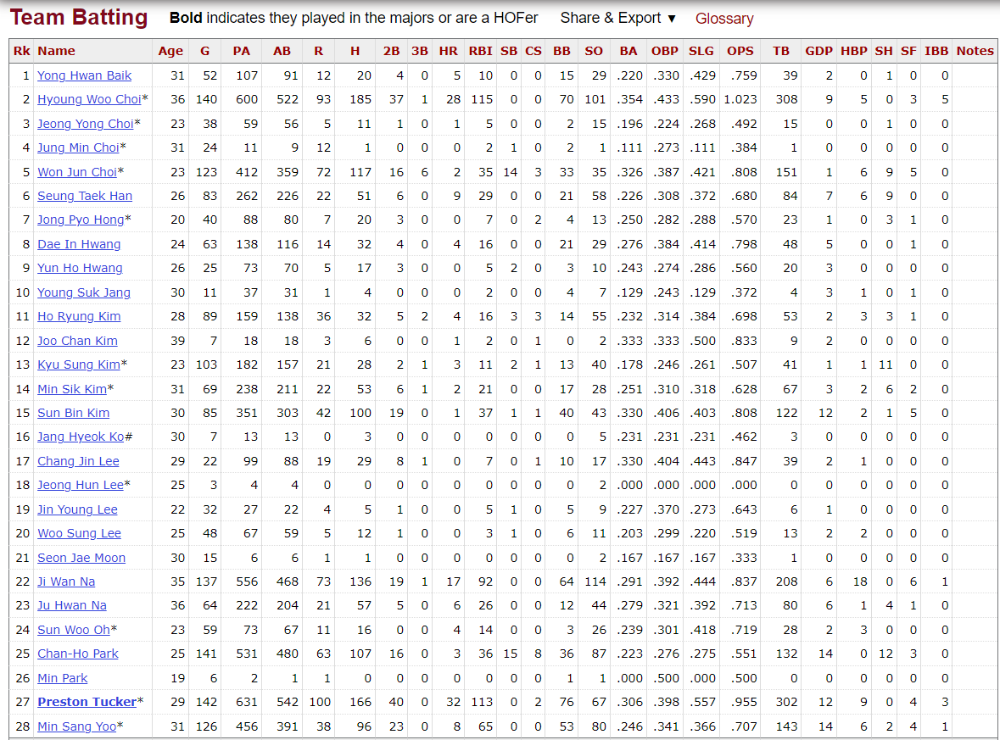 Team Batting Bold indicates they played in the majors or are a HOFer Share & Export ▼ Glossary
Rk Name Age G PA AB R H 2B 3B HR RBI SB CS BB SO BA OBP SLG OPS TB GDP HBP SH SF IBB Notes
1 Yong Hwan Baik 31 52 107 91 12 20 4 0 5 10 0 0 15 29 .220 .330 .429 .759 39 2 0 1 0 0
2 Hyoung Woo Choi* 36 140 600 522 93 185 37 1 28 115 0 0 70 101 .354 .433 .590 1.023 308 9 5 0 3 5
3 Jeong Yong Choi* 23 38 59 56 5 11 1 0 1 5 0 0 2 15 .196 .224 .268 .492 15 0 0 1 0 0
4 Jung Min Choi* 31 24 11 9 12 1 0 0 0 2 1 0 2 1 .111 .273 .111 .384 1 0 0 0 0 0
5 Won Jun Choi* 23 123 412 359 72 117 16 6 2 35 14 3 33 35 .326 .387 .421 .808 151 1 6 9 5 0
6 Seung Taek Han 26 83 262 226 22 51 6 0 9 29 0 0 21 58 .226 .308 .372 .680 84 7 6 9 0 0
7 Jong Pyo Hong* 20 40 88 80 7 20 3 0 0 7 0 2 4 13 .250 .282 .288 .570 23 1 0 3 1 0
8 Dae In Hwang 24 63 138 116 14 32 4 0 4 16 0 0 21 29 .276 .384 .414 .798 48 5 0 0 1 0
9 Yun Ho Hwang 26 25 73 70 5 17 3 0 0 5 2 0 3 10 .243 .274 .286 .560 20 3 0 0 0 0
10 Young Suk Jang 30 11 37 31 1 4 0 0 0 2 0 0 4 7 .129 .243 .129 .372 4 3 1 0 1 0
11 Ho Ryung Kim 28 89 159 138 36 32 5 2 4 16 3 3 14 55 .232 .314 .384 .698 53 2 3 3 1 0
12 Joo Chan Kim 39 7 18 18 3 6 0 0 1 2 0 1 0 2 .333 .333 .500 .833 9 2 0 0 0 0
13 Kyu Sung Kim* 23 103 182 157 21 28 2 1 3 11 2 1 13 40 .178 .246 .261 .507 41 1 1 11 0 0
14 Min Sik Kim* 31 69 238 211 22 53 6 1 2 21 0 0 17 28 .251 .310 .318 .628 67 3 2 6 2 0
15 Sun Bin Kim 30 85 351 303 42 100 19 0 1 37 1 1 40 43 .330 .406 .403 .808 122 12 2 1 5 0
16 Jang Hyeok Ko# 30 7 13 13 0 3 0 0 0 0 0 0 0 5 .231 .231 .231 .462 3 0 0 0 0 0
17 Chang Jin Lee 29 22 99 88 19 29 8 1 0 7 0 1 10 17 .330 .404 .443 .847 39 2 1 0 0 0
18 Jeong Hun Lee* 25 3 4 4 0 0 0 0 0 0 0 0 0 2 .000 .000 .000 .000 0 0 0 0 0 0
19 Jin Young Lee 22 32 27 22 4 5 1 0 0 5 1 0 5 9 .227 .370 .273 .643 6 1 0 0 0 0
20 Woo Sung Lee 25 48 67 59 5 12 1 0 0 3 1 0 6 11 .203 .299 .220 .519 13 2 2 0 0 0
21 Seon Jae Moon 30 15 6 6 1 1 0 0 0 0 0 0 0 2 .167 .167 .167 .333 1 0 0 0 0 0
22 Ji Wan Na 35 137 556 468 73 136 19 1 17 92 0 0 64 114 .291 .392 .444 .837 208 6 18 0 6 1
23 Ju Hwan Na 36 64 222 204 21 57 5 0 6 26 0 0 12 44 .279 .321 .392 .713 80 6 1 4 1 0
24 Sun Woo Oh* 23 59 73 67 11 16 0 0 4 14 0 0 3 26 .239 .301 .418 .719 28 2 3 0 0 0
25 Chan-Ho Park 25 141 531 480 63 107 16 0 3 36 15 8 36 87 .223 .276 .275 .551 132 14 0 12 3 0
26 Min Park 19 6 2 1 1 0 0 0 0 0 0 0 1 1 .000 .500 .000 .500 0 0 0 0 0 0
27 Preston Tucker* 29 142 631 542 100 166 40 0 32 113 0 2 76 67 .306 .398 .557 .955 302 12 9 0 4 3
28 Min Sang Yoo* 31 126 456 391 38 96 23 0 8 65 0 0 53 80 .246 .341 .366 .707 143 14 6 2 4 1